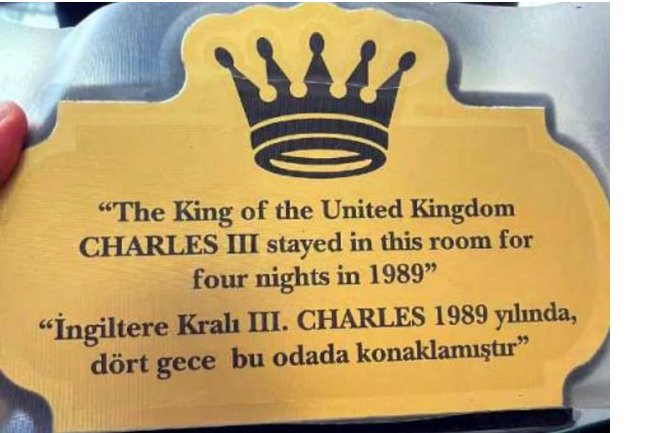 “The King of the United Kingdom
CHARLES III stayed in this room for
four nights in 1989”
“İngiltere Kralı III. CHARLES 1989 yılında,
dört gece bu odada konaklamıştır”